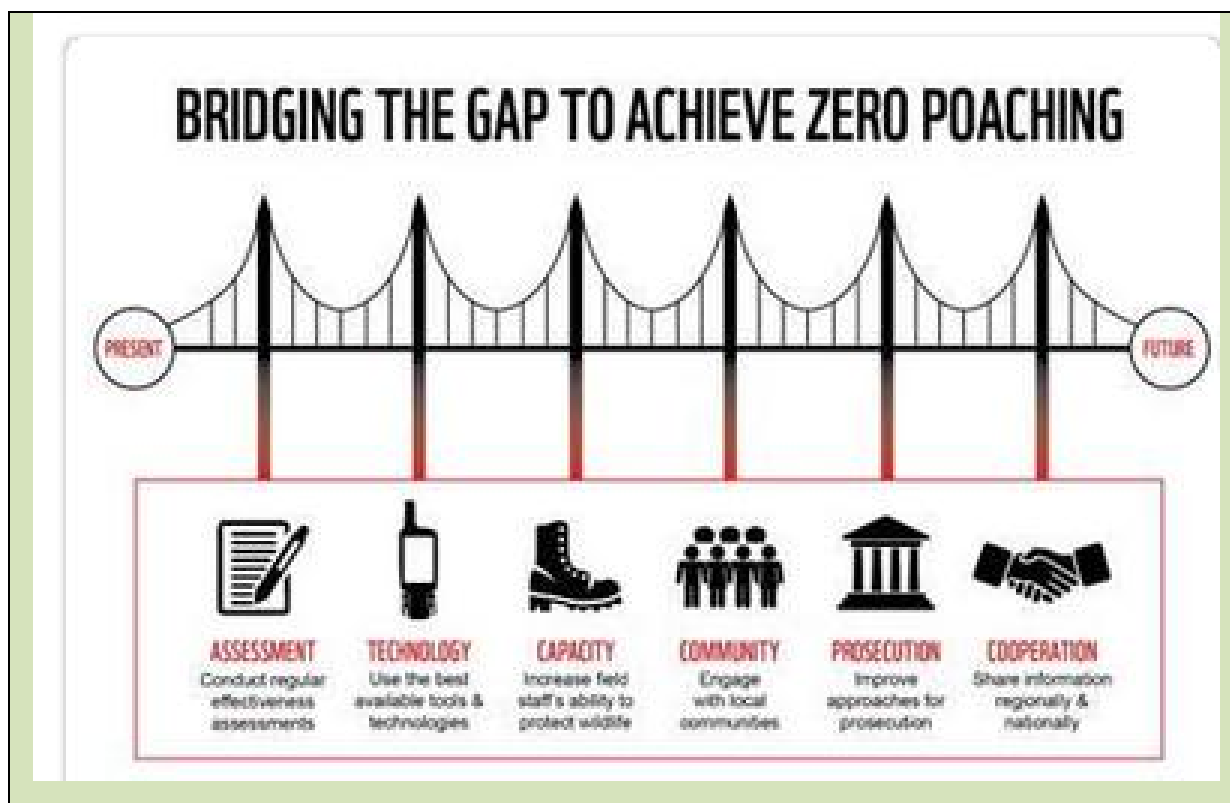 BRIDGING THE GAP TO ACHIEVE ZERO POACHING
PRESENT
FUTURE
ASSESSMENT
Conduct regular
effectiveness
assessments
TECHNOLOGY
Use the best
available tools &
technologies
CAPACITY
Increase field
staff's ability to
protect wildlife
COMMUNITY
Engage
with local
communities
PROSECUTION
Improve
approaches for
prosecution
COOPERATION
Share information
regionally &
nationally